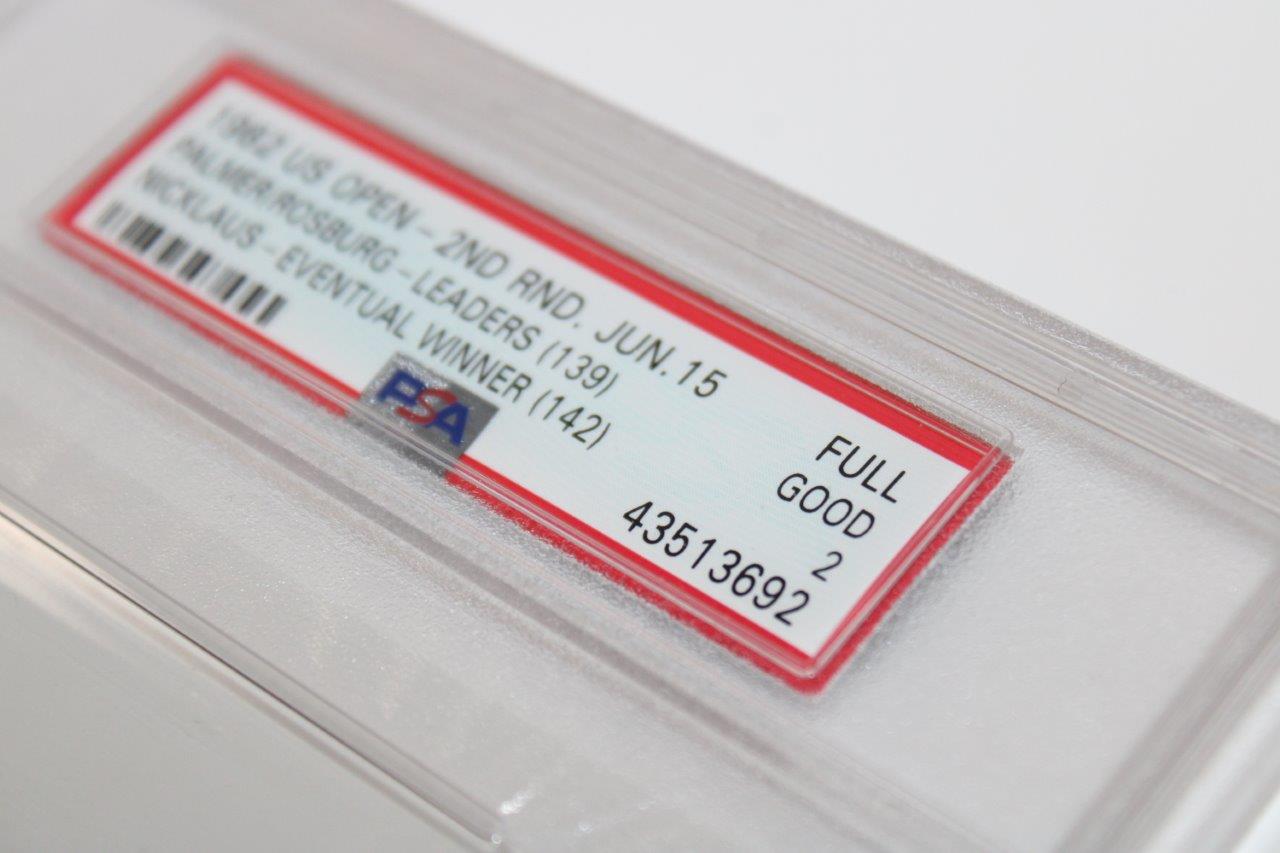 1962 US OPEN - 2ND RND. JUN. 15
PALMER/ROSBURG - LEADERS (139)
NICKLAUS - EVENTUAL WINNER (142)
FULL
GOOD
2
43513692
PSA